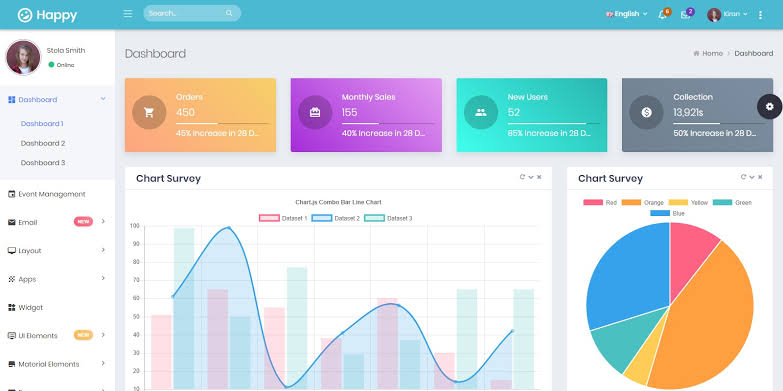 Happy
Search..
English
6
2
Kiran
Stela Smith
Online
Dashboard
Dashboard 1
Dashboard 2
Dashboard 3
Event Management
Email NEW
Layout
Apps
Widget
UI Elements NEW
Material Elements
Dashboard
Home > Dashboard
Orders
450
45% Increase in 28 D...
Monthly Sales
155
40% Increase in 28 D...
New Users
52
85% Increase in 28 D...
Collection
13,921$
50% Increase in 28 D...
Chart Survey
Chart.js Combo Bar Line Chart
Dataset 1 Dataset 2 Dataset 3
100
90
80
70
60
50
40
30
20
10
Chart Survey
Red Orange Yellow Green
Blue